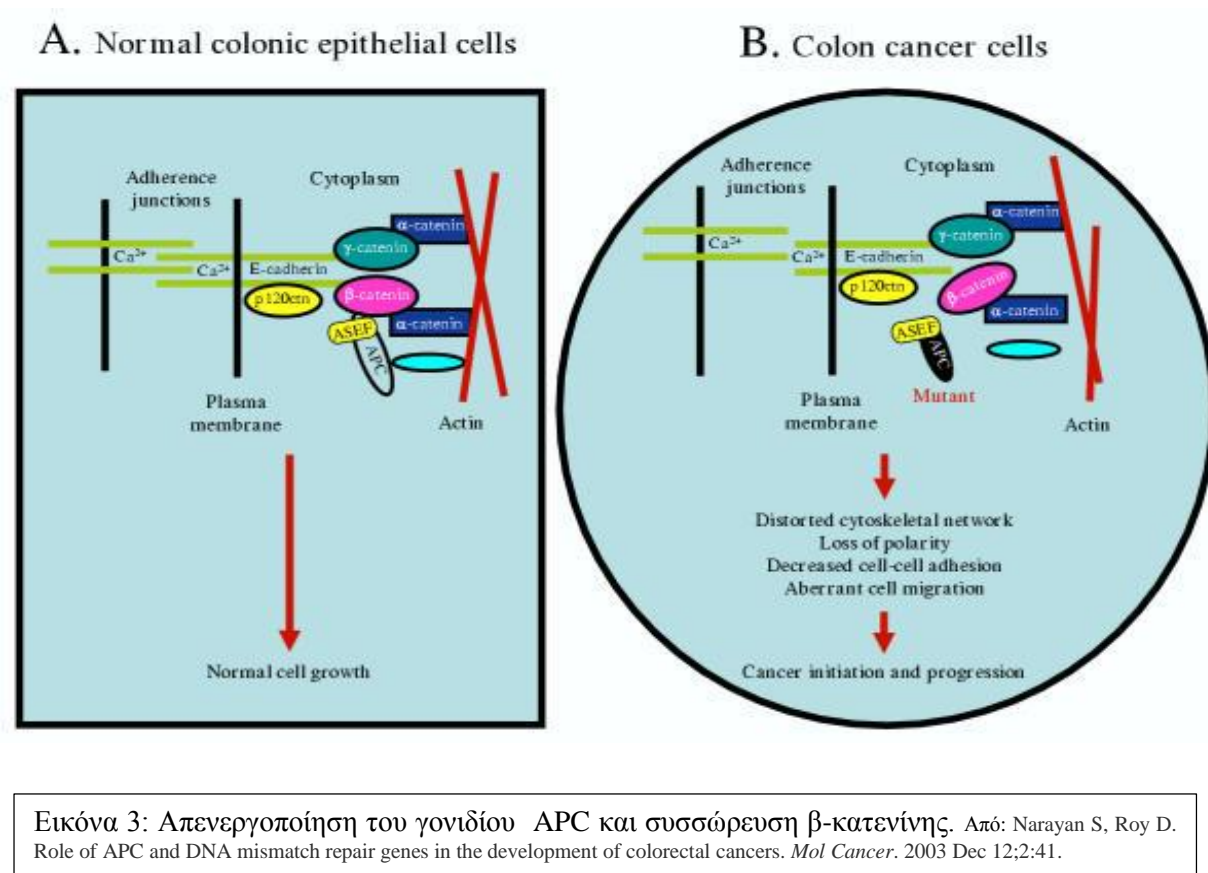 A. Normal colonic epithelial cells
Adherence
junctions
Cytoplasm
α-catenin
γ-catenin
Ca²⁺
Ca²⁺
E-cadherin
p120ctn
β-catenin
α-catenin
ASEF
APC
Plasma
membrane
Actin
Normal cell growth
B. Colon cancer cells
Adherence
junctions
Cytoplasm
α-catenin
γ-catenin
Ca²⁺
Ca²⁺
E-cadherin
p120ctn
β-catenin
α-catenin
ASEF
APC
Mutant
Plasma
membrane
Actin
Distorted cytoskeletal network
Loss of polarity
Decreased cell-cell adhesion
Aberrant cell migration
Cancer initiation and progression
Εικόνα 3: Απενεργοποίηση του γονιδίου APC και συσσώρευση β-κατενίνης. Από: Narayan S, Roy D.
Role of APC and DNA mismatch repair genes in the development of colorectal cancers. Mol Cancer. 2003 Dec 12;2:41.